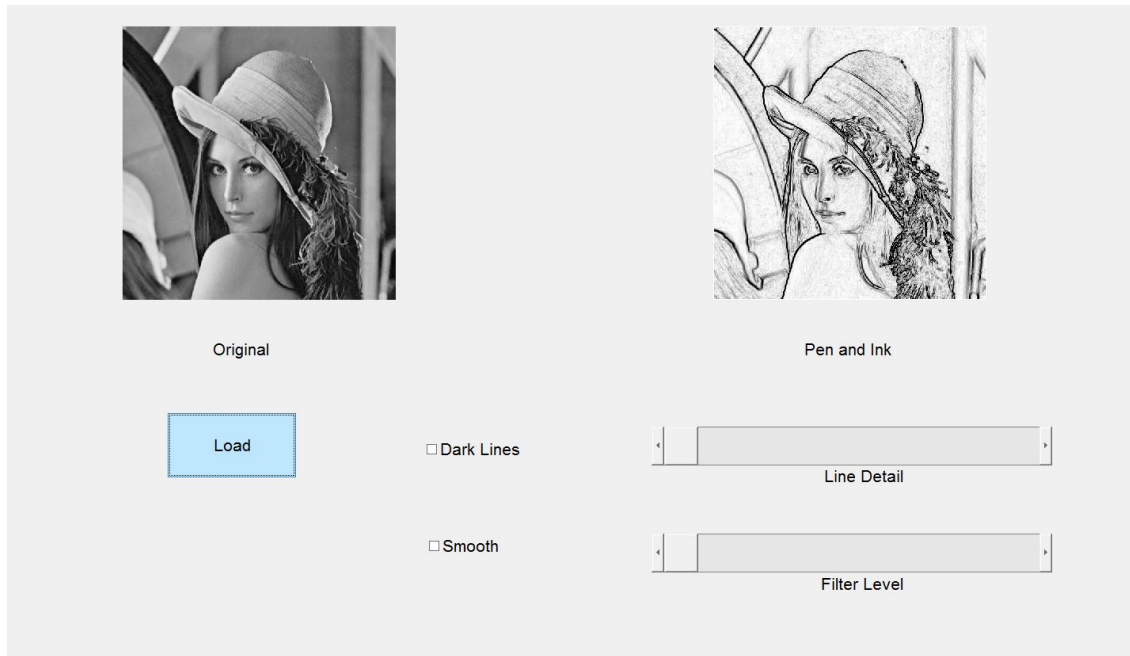 Original
Pen and Ink
Load
Dark Lines
Line Detail
Smooth
Filter Level